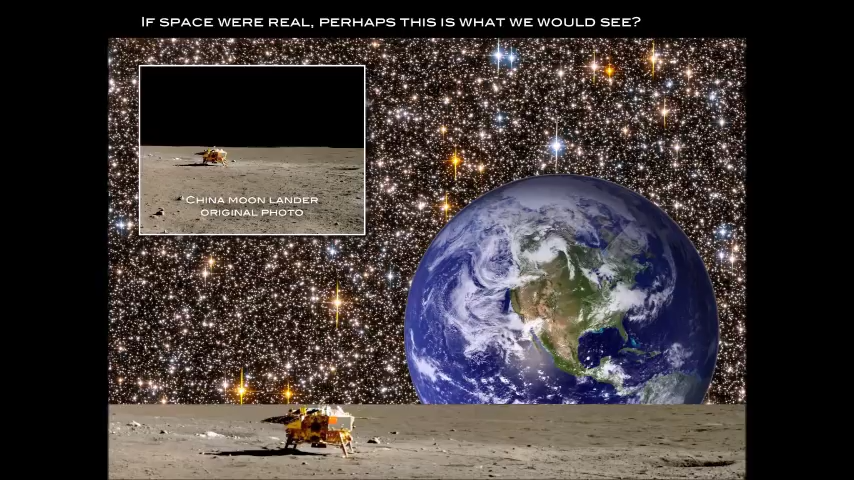 If space were real, perhaps this is what we would see?
*China moon lander
original photo